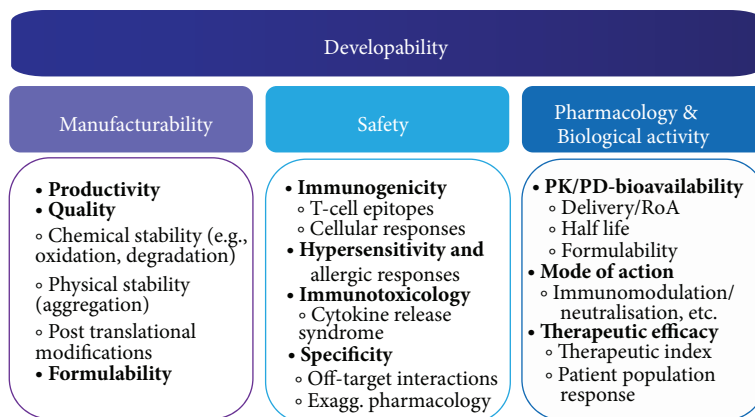 Developability
Manufacturability
• Productivity
• Quality
◦ Chemical stability (e.g.,
oxidation, degradation)
◦ Physical stability
(aggregation)
◦ Post translational
modifications
• Formulability
Safety
• Immunogenicity
◦ T-cell epitopes
◦ Cellular responses
• Hypersensitivity and
allergic responses
• Immunotoxicology
◦ Cytokine release
syndrome
• Specificity
◦ Off-target interactions
◦ Exagg. pharmacology
Pharmacology &
Biological activity
• PK/PD-bioavailability
◦ Delivery/RoA
◦ Half life
◦ Formulability
• Mode of action
◦ Immunomodulation/
neutralisation, etc.
• Therapeutic efficacy
◦ Therapeutic index
◦ Patient population
response